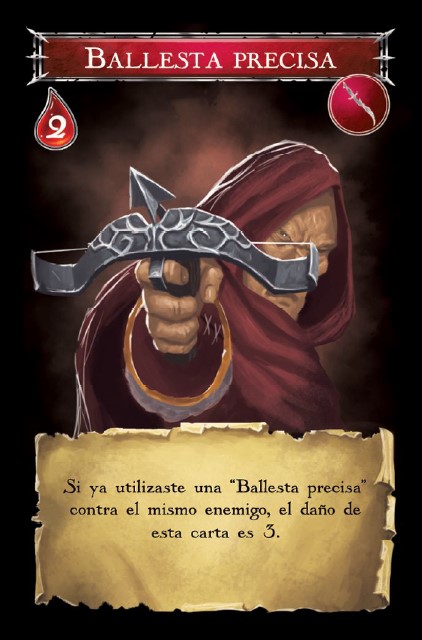 BALLESTA PRECISA
2
Si ya utilizaste una "Ballesta precisa"
contra el mismo enemigo, el daño de
esta carta es 3.